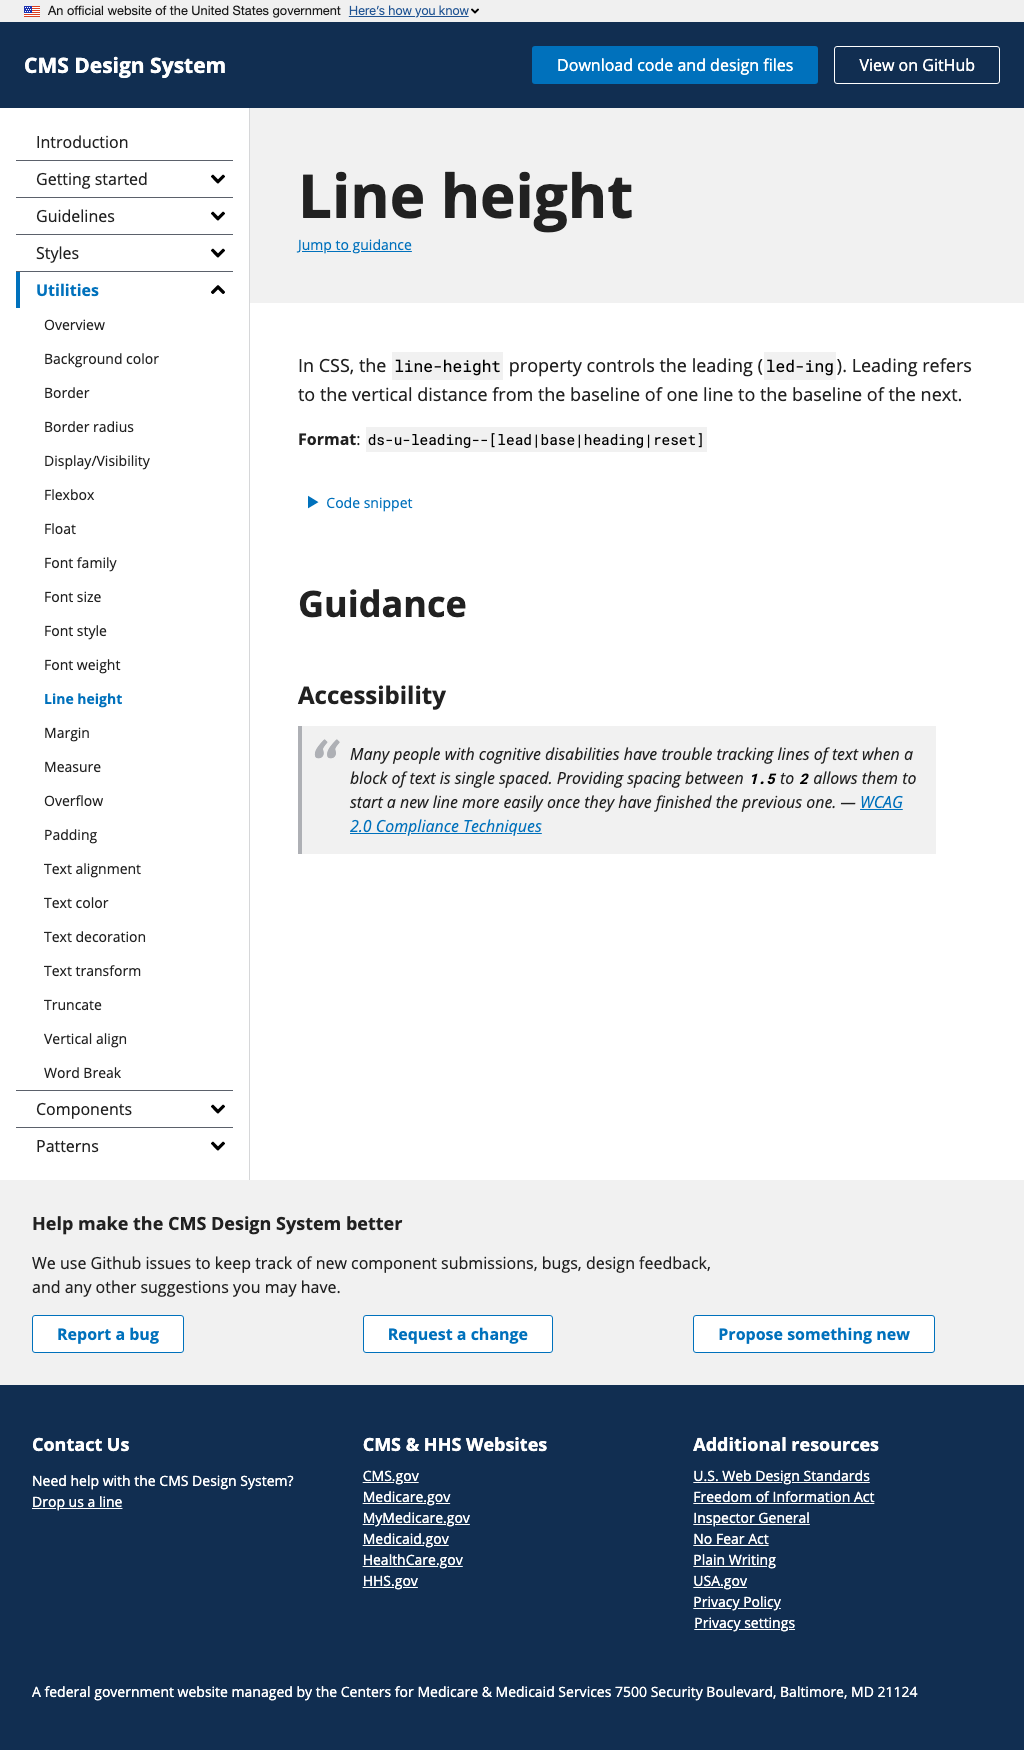 An official website of the United States government Here's how you know
CMS Design System
Download code and design files
View on GitHub
Introduction
Getting started
Guidelines
Styles
Utilities
Overview
Background color
Border
Border radius
Display/Visibility
Flexbox
Float
Font family
Font size
Font style
Font weight
Line height
Margin
Measure
Overflow
Padding
Text alignment
Text color
Text decoration
Text transform
Truncate
Vertical align
Word Break
Components
Patterns
Line height
Jump to guidance
In CSS, the line-height property controls the leading (led-ing). Leading refers
to the vertical distance from the baseline of one line to the baseline of the next.
Format: ds-u-leading--[lead|base|heading|reset]
Code snippet
Guidance
Accessibility
“
Many people with cognitive disabilities have trouble tracking lines of text when a
block of text is single spaced. Providing spacing between 1.5 to 2 allows them to
start a new line more easily once they have finished the previous one. — WCAG
2.0 Compliance Techniques
Help make the CMS Design System better
We use Github issues to keep track of new component submissions, bugs, design feedback,
and any other suggestions you may have.
Report a bug
Request a change
Propose something new
Contact Us
Need help with the CMS Design System?
Drop us a line
CMS & HHS Websites
CMS.gov
Medicare.gov
MyMedicare.gov
Medicaid.gov
HealthCare.gov
HHS.gov
Additional resources
U.S. Web Design Standards
Freedom of Information Act
Inspector General
No Fear Act
Plain Writing
USA.gov
Privacy Policy
Privacy settings
A federal government website managed by the Centers for Medicare & Medicaid Services 7500 Security Boulevard, Baltimore, MD 21124